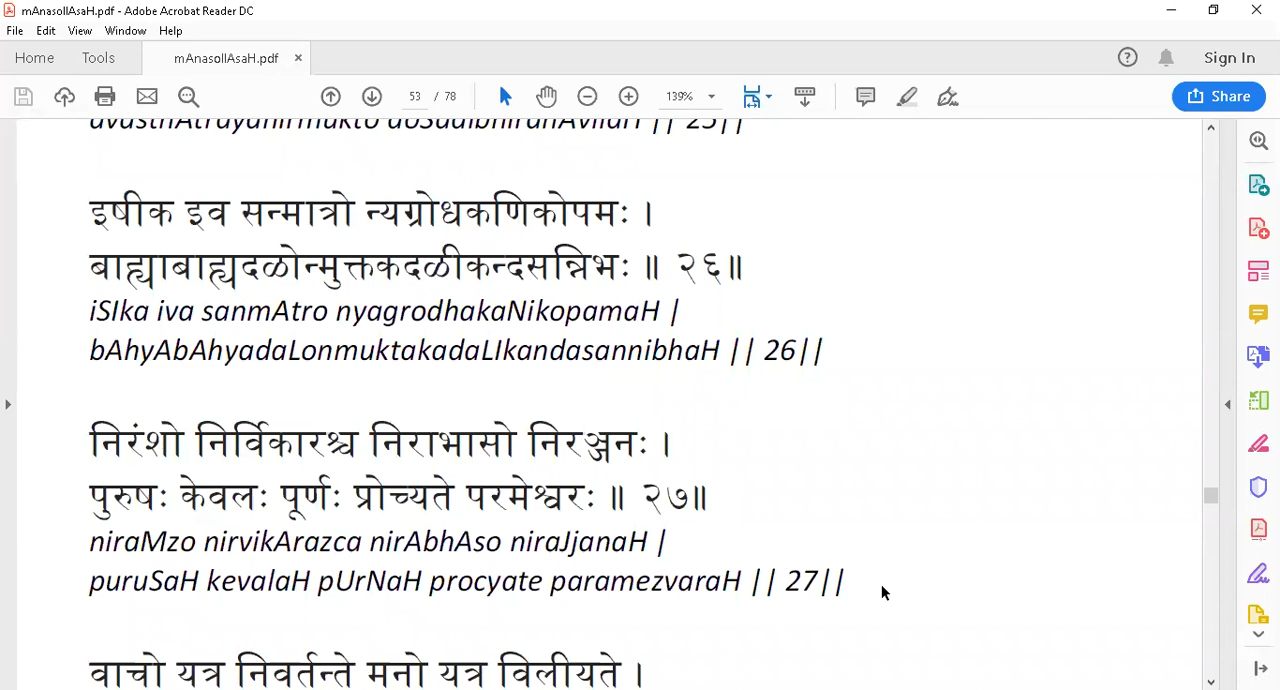 mAnasollAsaH.pdf - Adobe Acrobat Reader DC
File Edit View Window Help
Home Tools mAnasollAsaH.pdf × Sign In
53 / 78 139% Share
avasthAtrayanirmukto doSadibhiranAvilaH || 25||
इषीक इव सन्मात्रो न्यग्रोधकणिकोपमः ।
बाह्याबाह्यदळोन्मुक्तकदळीकन्दसन्निभः ॥ २६॥
iSIka iva sanmAtro nyagrodhakaNikopamaH |
bAhyAbAhyadaLonmuktakadaLIkandasannibhaH || 26||
निरंशो निर्विकारश्च निराभासो निरञ्जनः ।
पुरुषः केवलः पूर्णः प्रोच्यते परमेश्वरः ॥ २७॥
niraMzo nirvikArazca nirAbhAso niraJjanaH |
puruSaH kevalaH pUrNaH procyate paramezvaraH || 27||
वाचो यत्र निवर्तन्ते मनो यत्र विलीयते ।